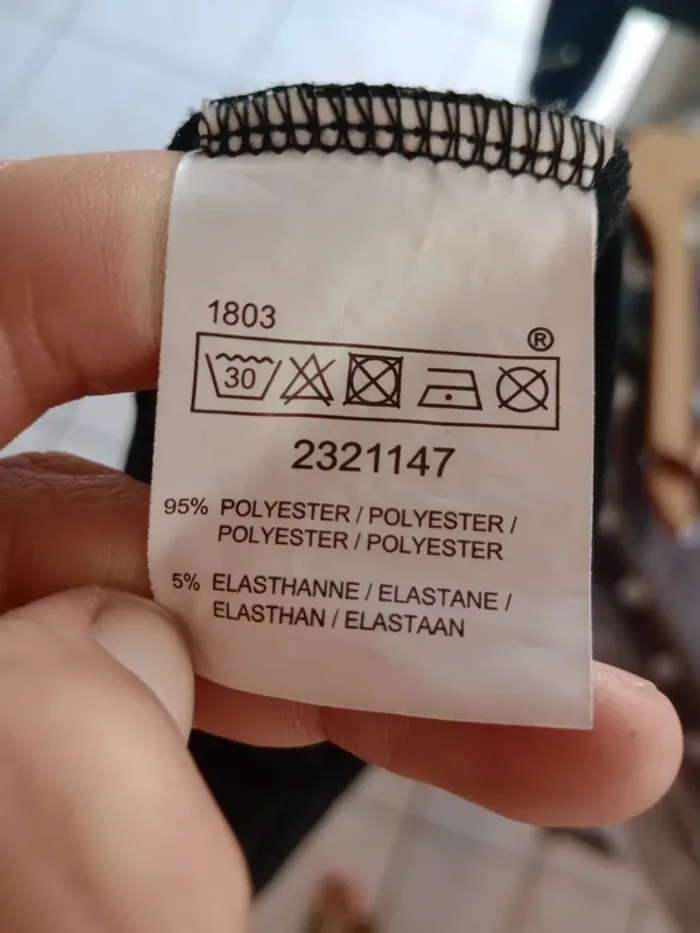 1803
®
30
2321147
95% POLYESTER / POLYESTER /
POLYESTER / POLYESTER
5% ELASTHANNE / ELASTANE /
ELASTHAN / ELASTAAN